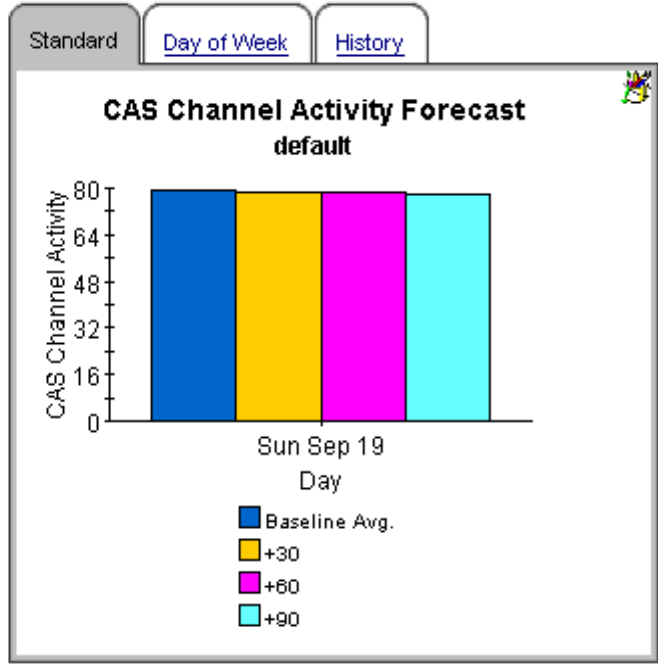 Standard
Day of Week
History
CAS Channel Activity Forecast
default
CAS Channel Activity
80
64
48
32
16
0
Sun Sep 19
Day
Baseline Avg.
+30
+60
+90